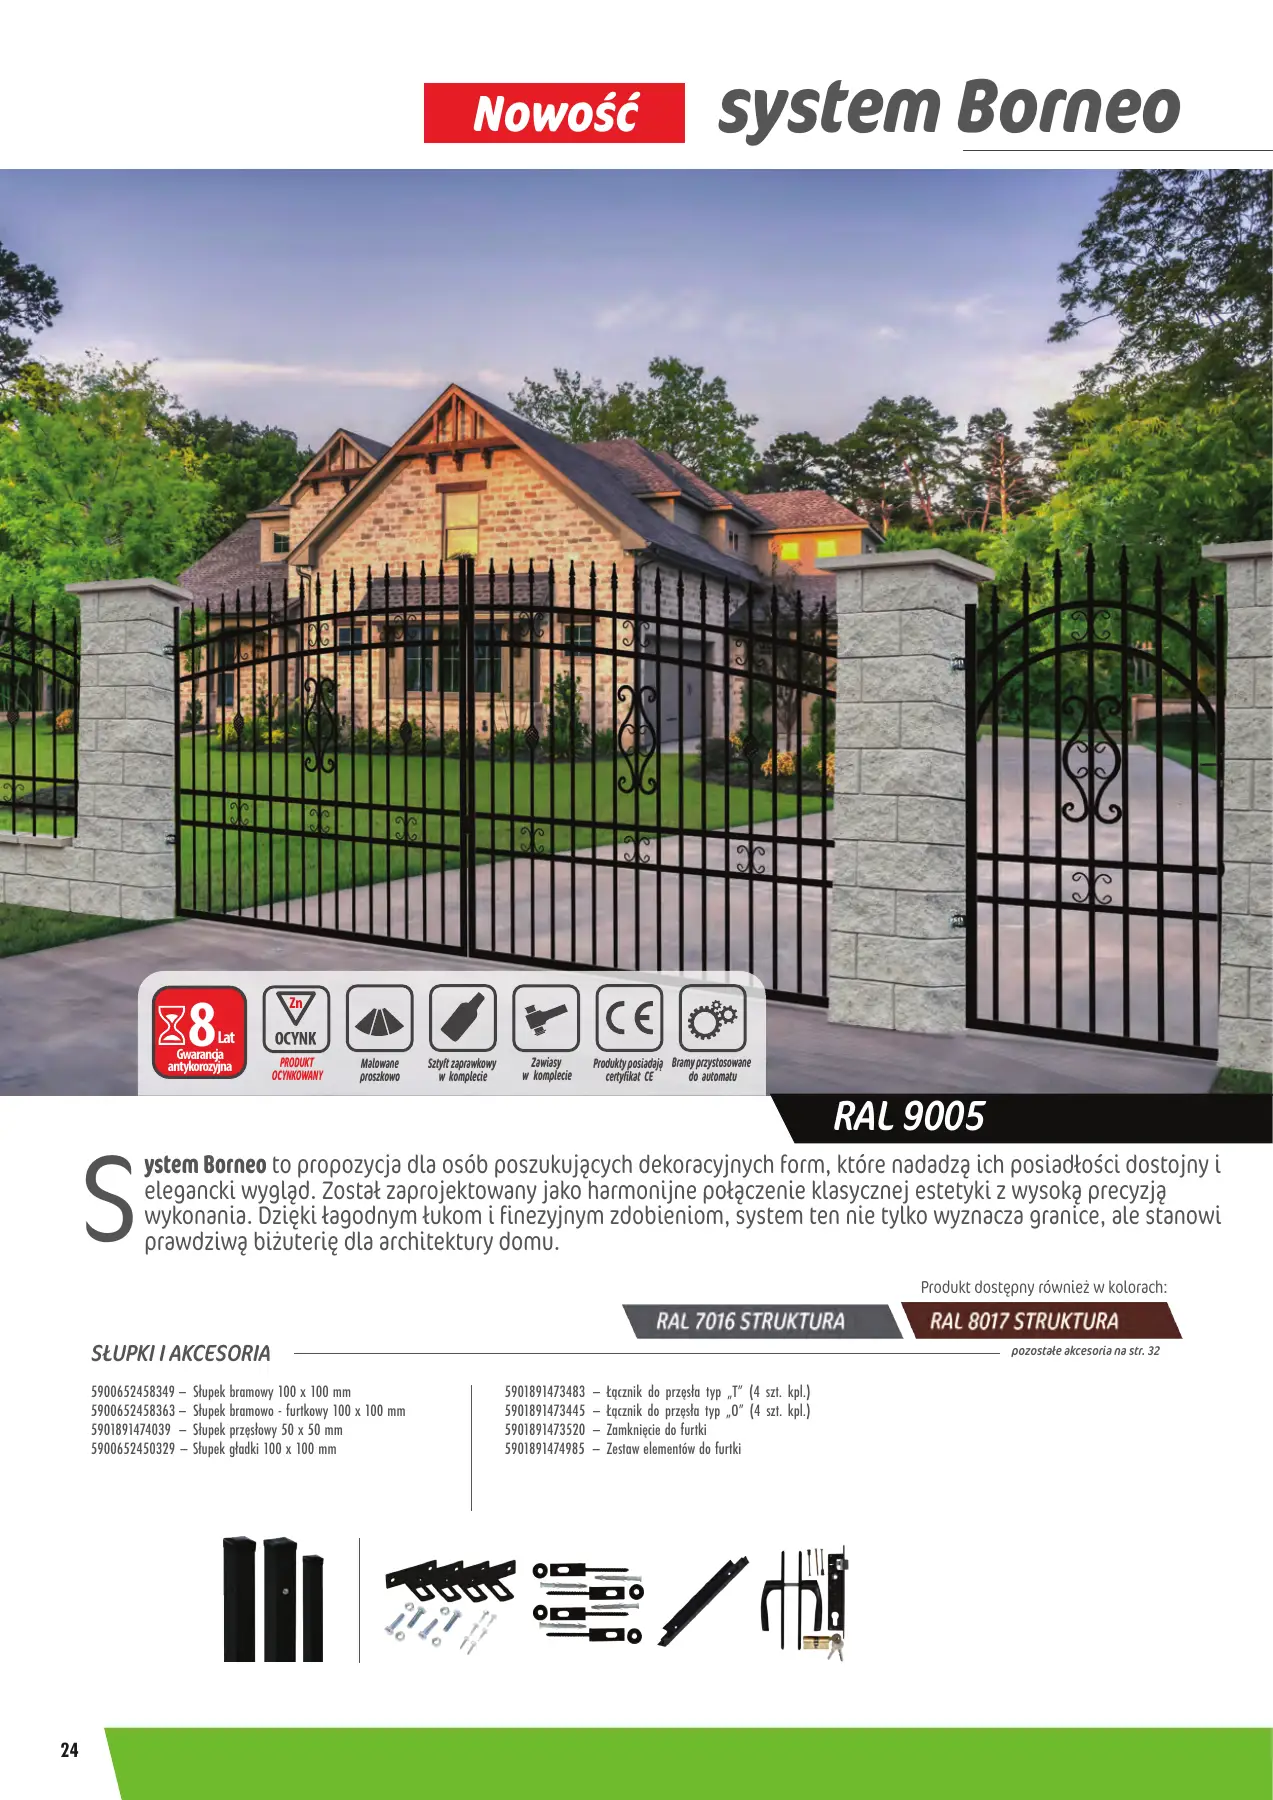 Nowość
system Borneo
8 Lat
Gwarancja
antykorozyjna
Zn
OCYNK
PRODUKT
OCYNKOWANY
Malowane
proszkowo
Sztyft zaprawkowy
w komplecie
Zawiasy
w komplecie
CE
Produkty posiadają
certyfikat CE
Bramy przystosowane
do automatu
RAL 9005
System Borneo to propozycja dla osób poszukujących dekoracyjnych form, które nadadzą ich posiadłości dostojny i
elegancki wygląd. Został zaprojektowany jako harmonijne połączenie klasycznej estetyki z wysoką precyzją
wykonania. Dzięki łagodnym łukom i finezyjnym zdobieniom, system ten nie tylko wyznacza granice, ale stanowi
prawdziwą biżuterię dla architektury domu.
Produkt dostępny również w kolorach:
RAL 7016 STRUKTURA
RAL 8017 STRUKTURA
SŁUPKI I AKCESORIA
pozostałe akcesoria na str. 32
5900652458349 – Słupek bramowy 100 x 100 mm
5900652458363 – Słupek bramowo - furtkowy 100 x 100 mm
5901891474039 – Słupek przęsłowy 50 x 50 mm
5900652450329 – Słupek gładki 100 x 100 mm
5901891473483 – Łącznik do przęsła typ „T” (4 szt. kpl.)
5901891473445 – Łącznik do przęsła typ „O” (4 szt. kpl.)
5901891473520 – Zamknięcie do furtki
5901891474985 – Zestaw elementów do furtki
24